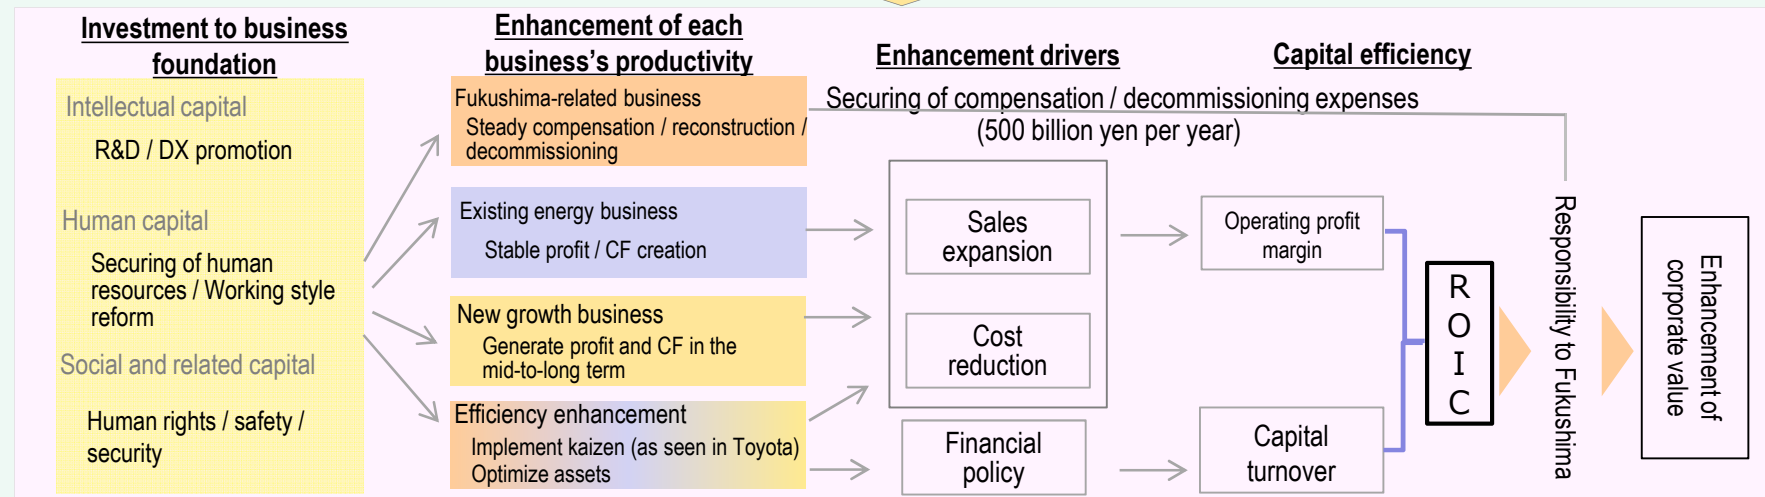 Investment to business
foundation
Intellectual capital
R&D / DX promotion
Human capital
Securing of human
resources / Working style
reform
Social and related capital
Human rights / safety /
security
Enhancement of each
business’s productivity
Fukushima-related business
Steady compensation / reconstruction /
decommissioning
Existing energy business
Stable profit / CF creation
New growth business
Generate profit and CF in the
mid-to-long term
Efficiency enhancement
Implement kaizen (as seen in Toyota)
Optimize assets
Enhancement drivers
Securing of compensation / decommissioning expenses
(500 billion yen per year)
Sales
expansion
Cost
reduction
Financial
policy
Capital efficiency
Operating profit
margin
Capital
turnover
ROIC
Responsibility to Fukushima
Enhancement of
corporate value